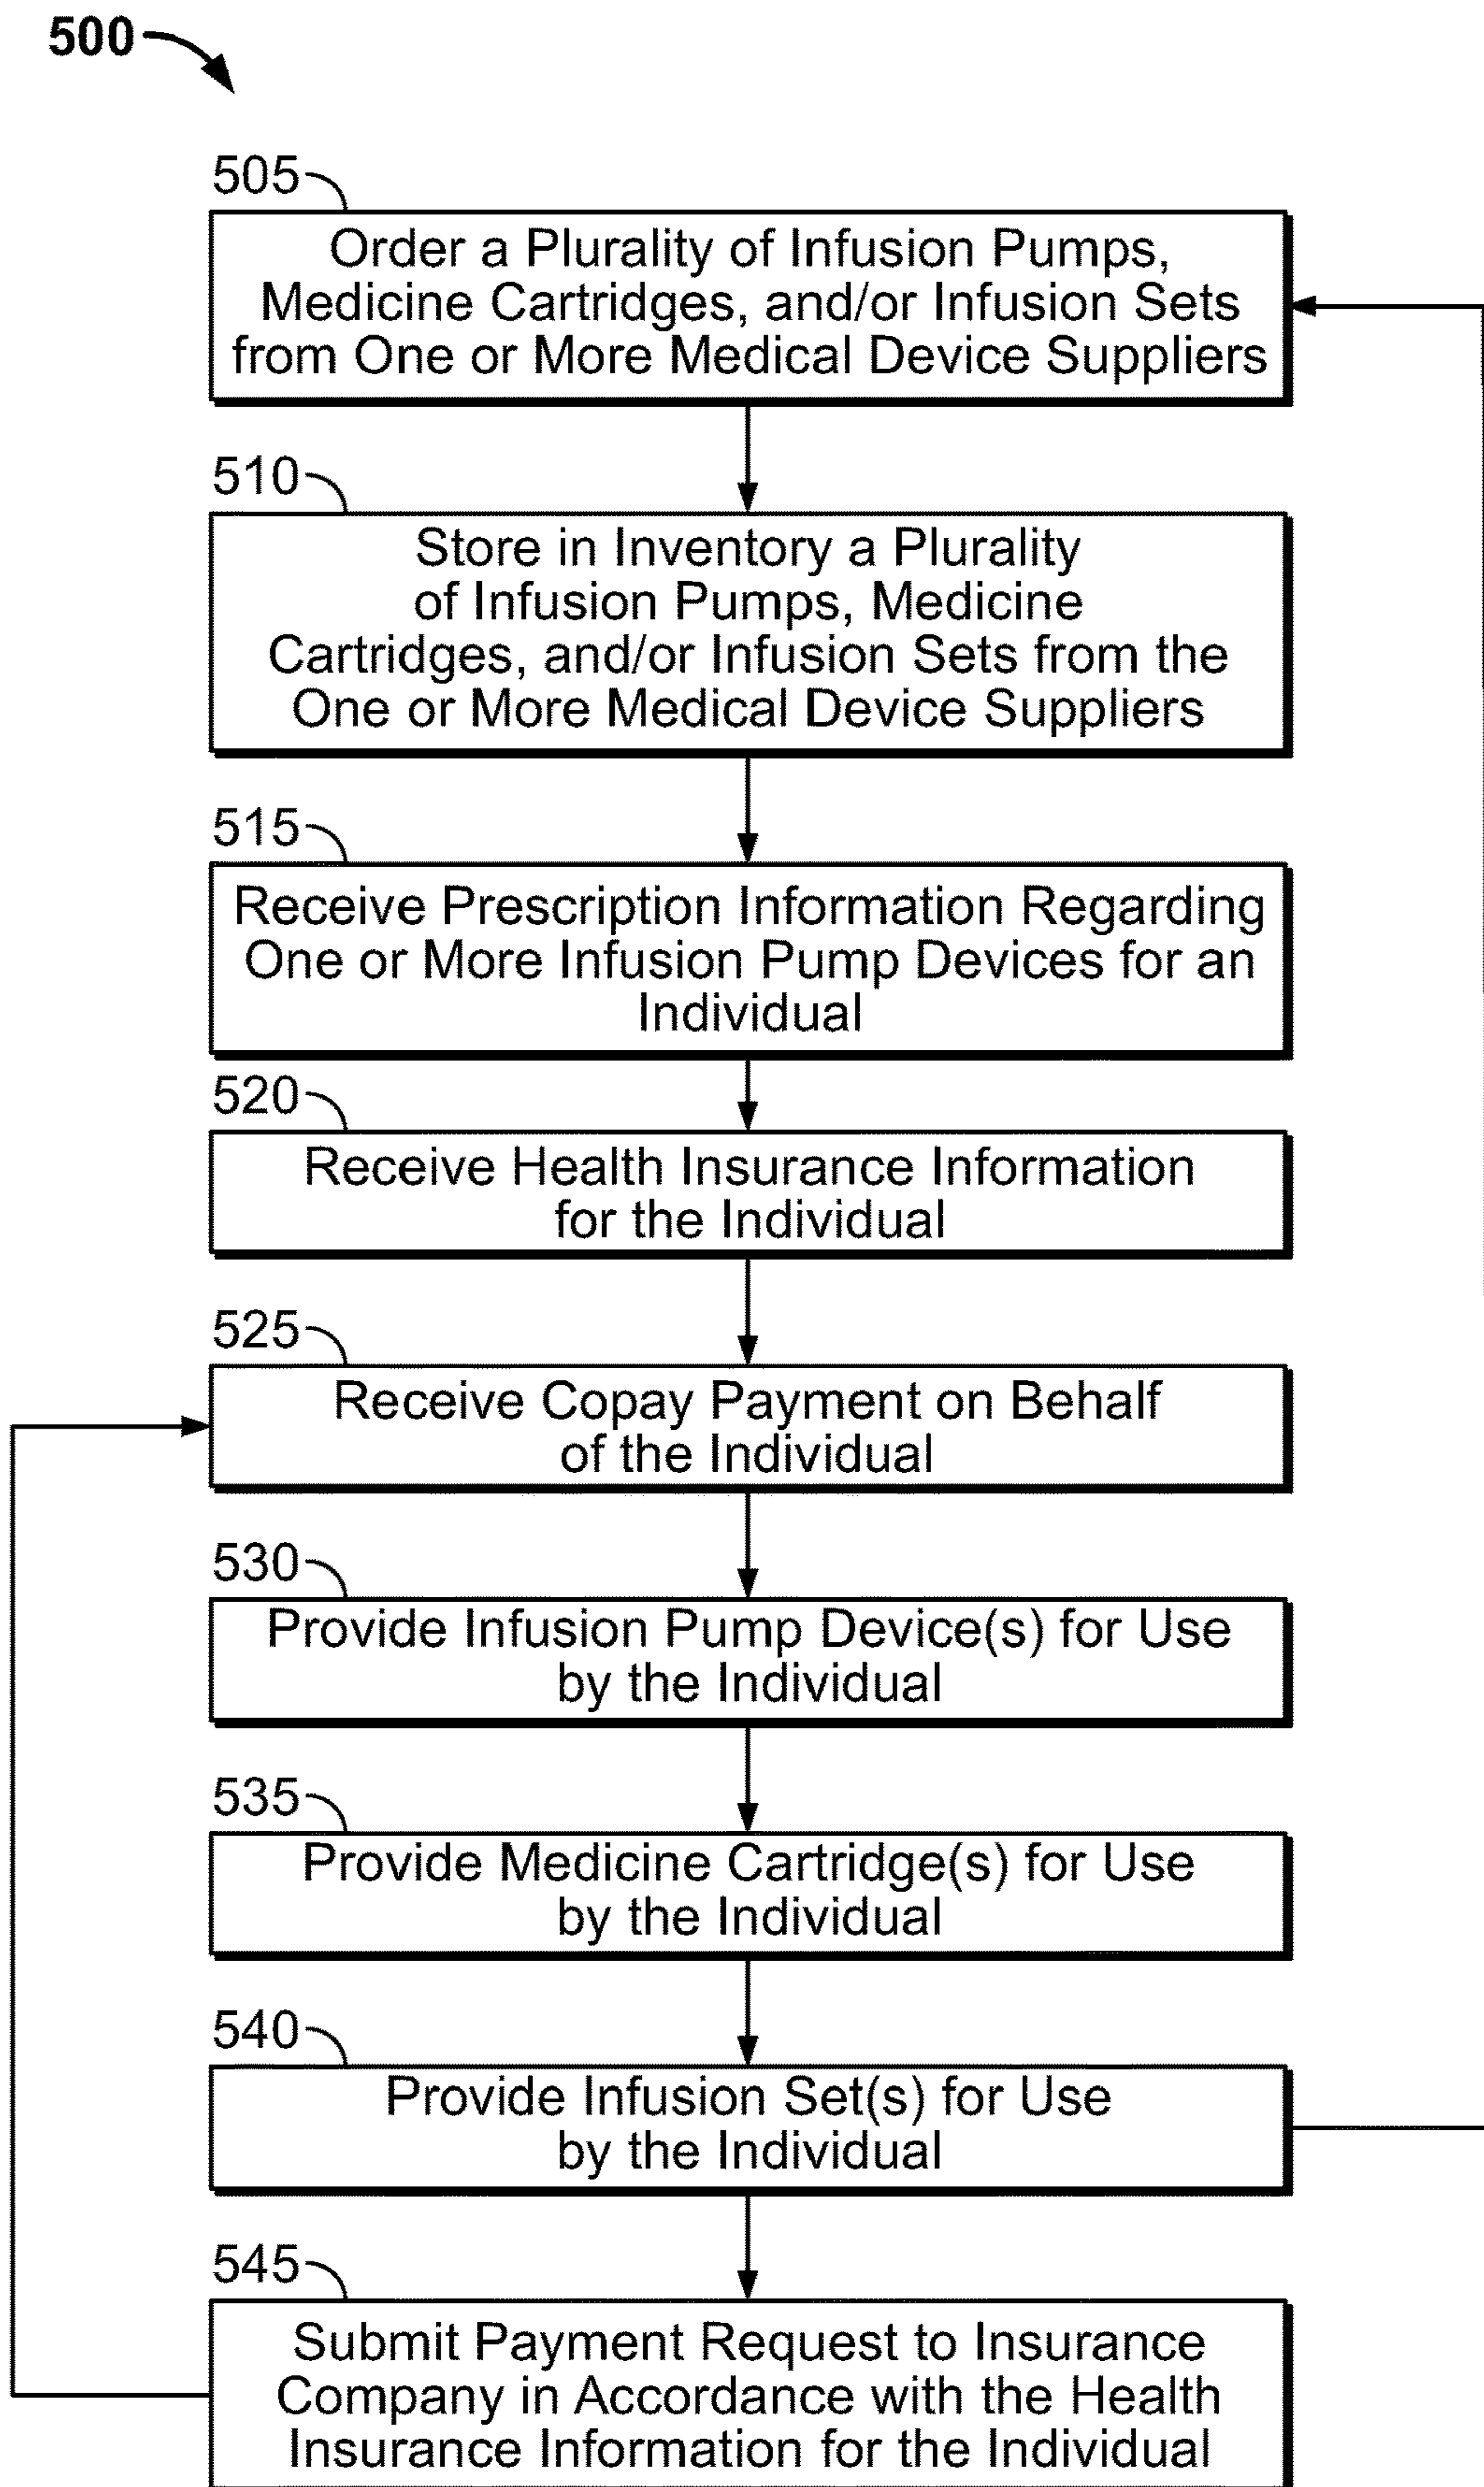 500
505
Order a Plurality of Infusion Pumps,
Medicine Cartridges, and/or Infusion Sets
from One or More Medical Device Suppliers
510
Store in Inventory a Plurality
of Infusion Pumps, Medicine
Cartridges, and/or Infusion Sets from the
One or More Medical Device Suppliers
515
Receive Prescription Information Regarding
One or More Infusion Pump Devices for an
Individual
520
Receive Health Insurance Information
for the Individual
525
Receive Copay Payment on Behalf
of the Individual
530
Provide Infusion Pump Device(s) for Use
by the Individual
535
Provide Medicine Cartridge(s) for Use
by the Individual
540
Provide Infusion Set(s) for Use
by the Individual
545
Submit Payment Request to Insurance
Company in Accordance with the Health
Insurance Information for the Individual